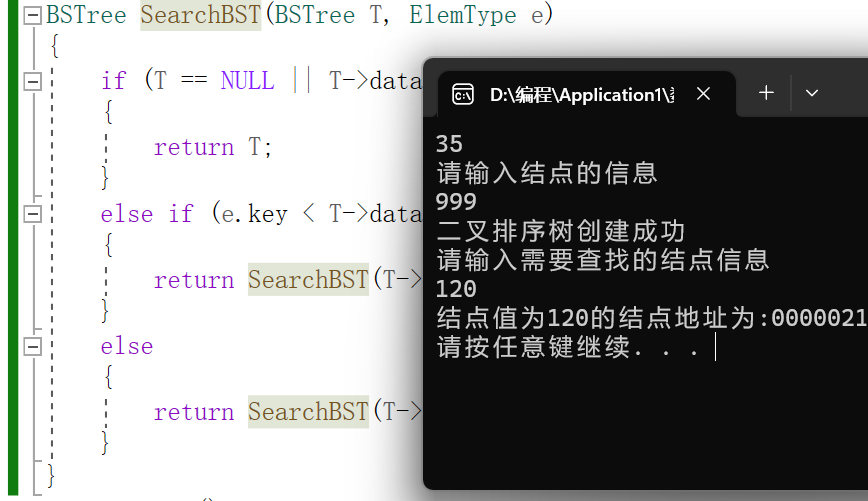 BSTree SearchBST(BSTree T, ElemType e)
{
if (T == NULL || T->data
{
return T;
}
else if (e.key < T->data
{
return SearchBST(T->
}
else
{
return SearchBST(T->
}
}
D:\编程\Application1\
35
请输入结点的信息
999
二叉排序树创建成功
请输入需要查找的结点信息
120
结点值为120的结点地址为:0000021
请按任意键继续. . .